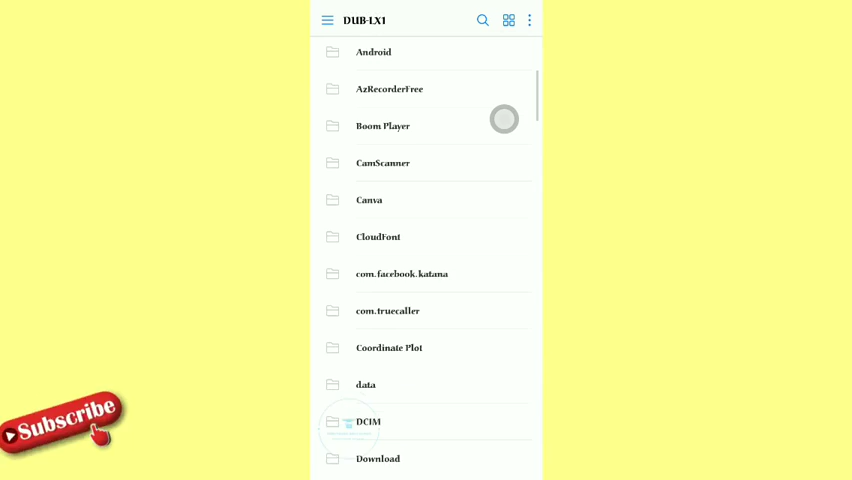 DUB-LX1
Android
AzRecorderFree
Boom Player
CamScanner
Canva
CloudFont
com.facebook.katana
com.truecaller
Coordinate Plot
data
DCIM
Download
Subscribe